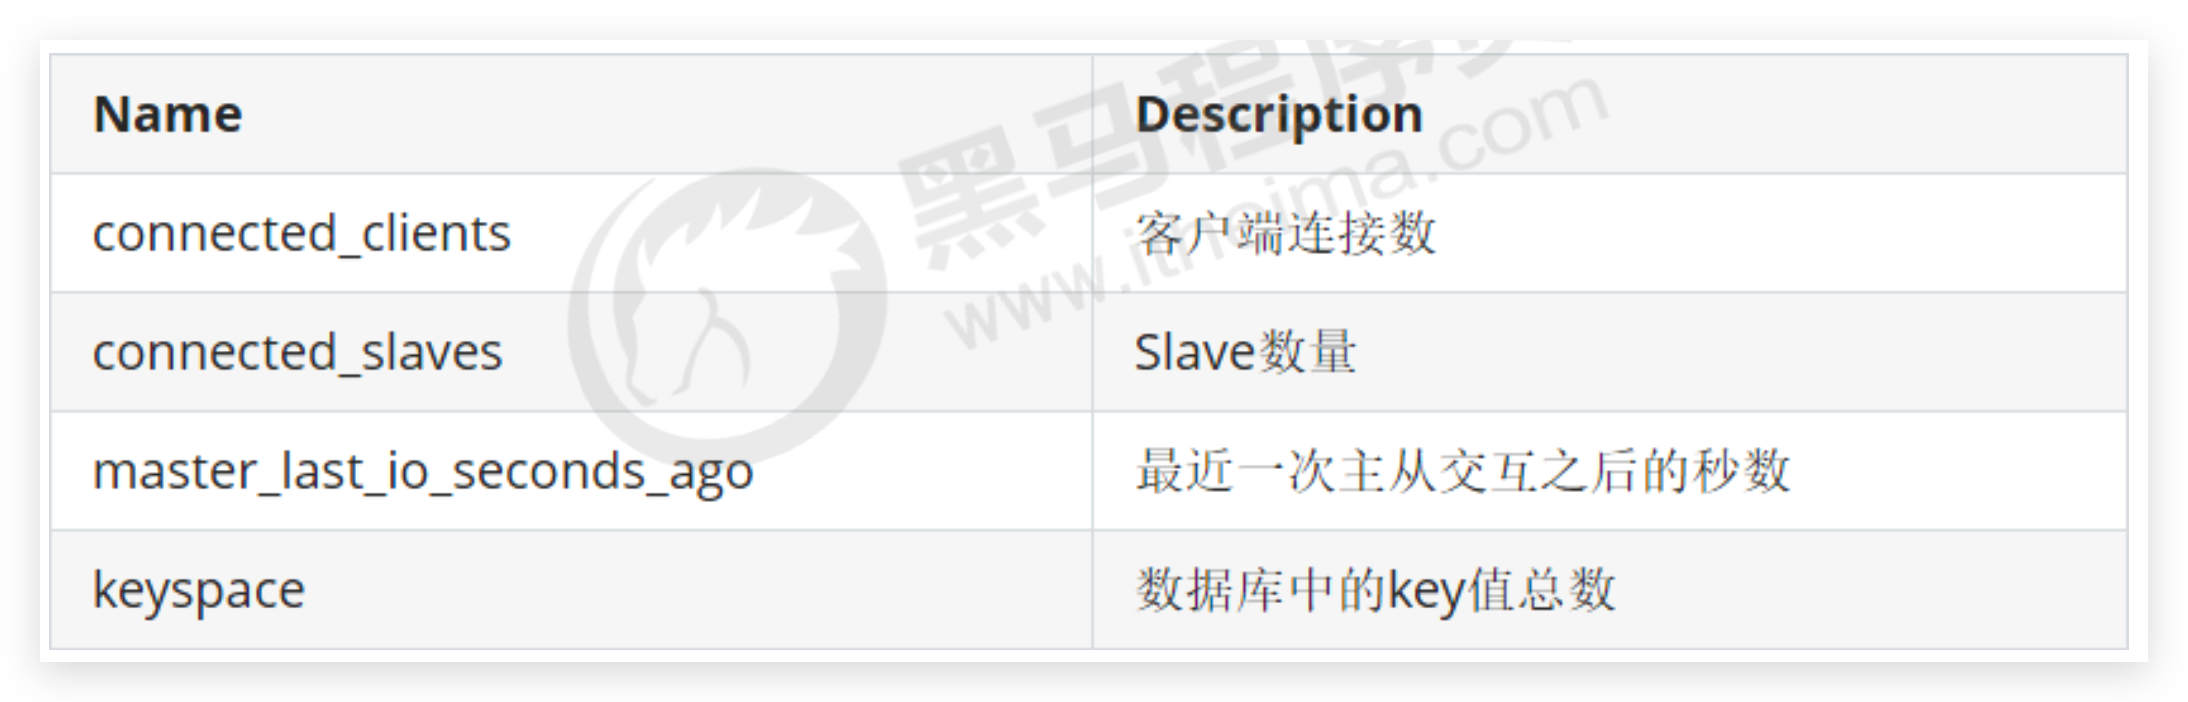 Name Description
connected_clients 客户端连接数
connected_slaves Slave数量
master_last_io_seconds_ago 最近一次主从交互之后的秒数
keyspace 数据库中的key值总数
黑马程序员
www.itheima.com